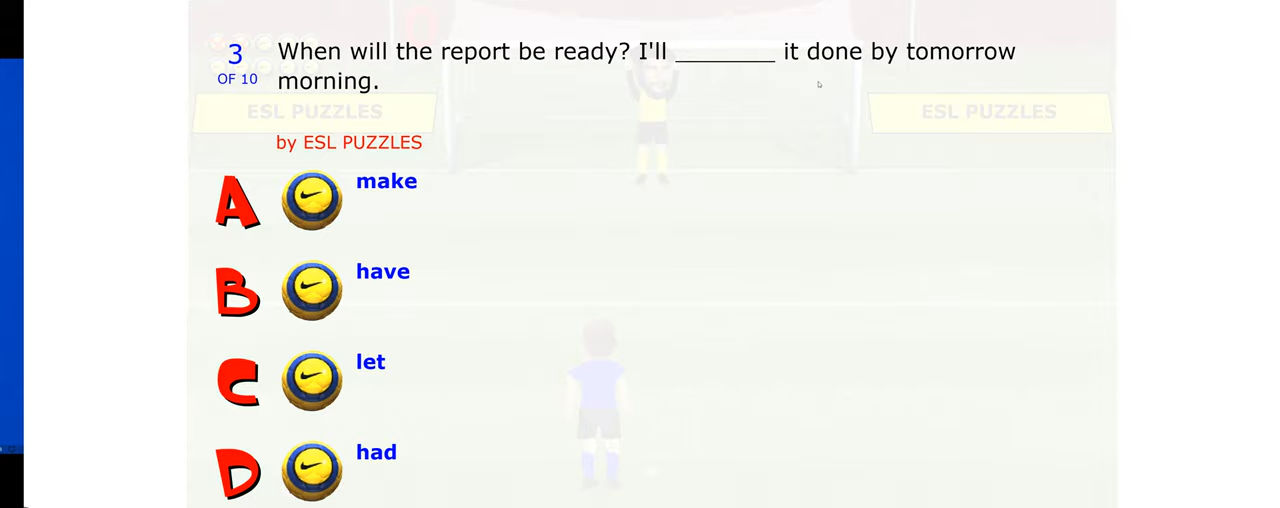 3
OF 10
When will the report be ready? I'll ________ it done by tomorrow
morning.
ESL PUZZLES
ESL PUZZLES
by ESL PUZZLES
A make
B have
C let
D had